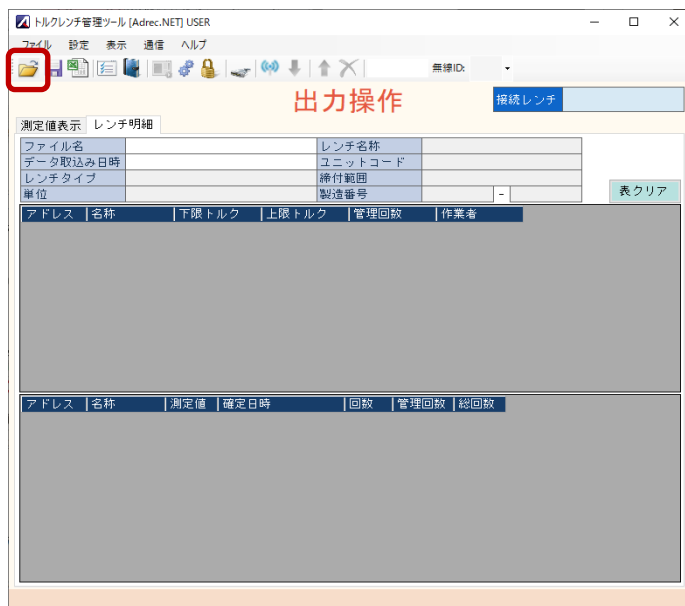 トルクレンチ管理ツール [Adrec.NET] USER
ファイル 設定 表示 通信 ヘルプ
無線ID:
出力操作
接続レンチ
測定値表示 レンチ明細
ファイル名 レンチ名称
データ取込み日時 ユニットコード
レンチタイプ 締付範囲
単位 製造番号 -
表クリア
アドレス 名称 下限トルク 上限トルク 管理回数 作業者
アドレス 名称 測定値 確定日時 回数 管理回数 総回数